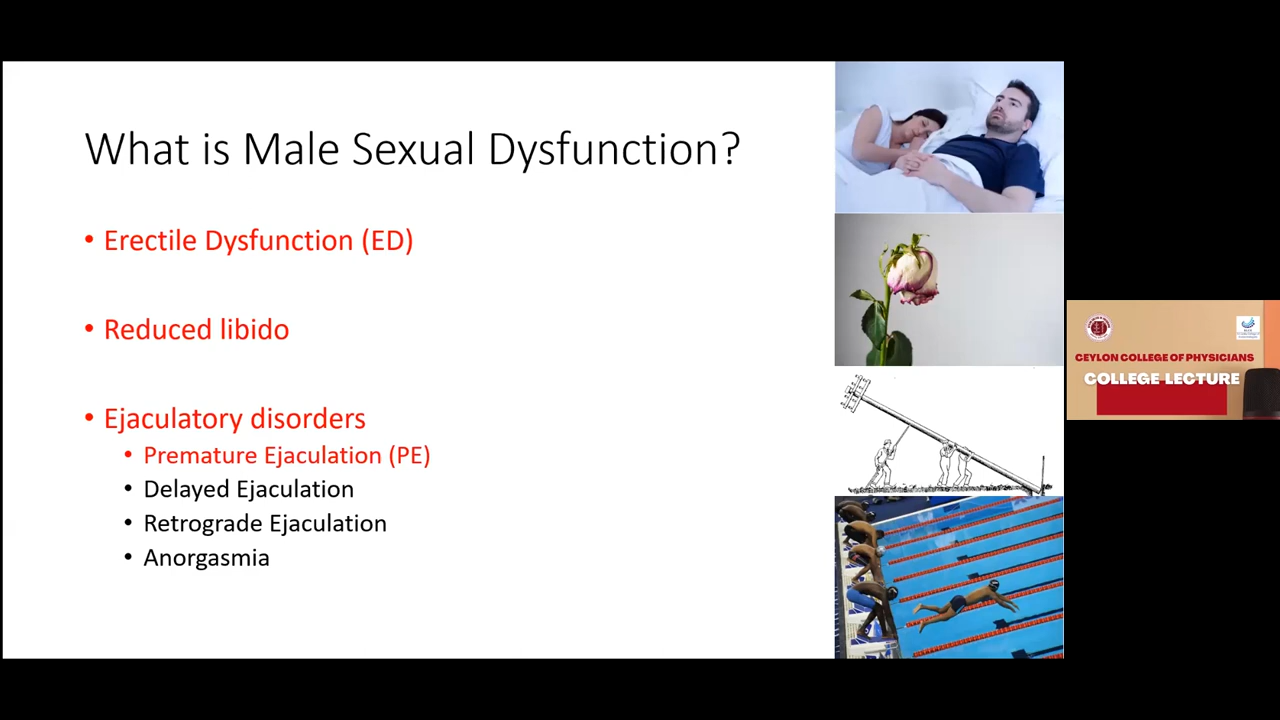 What is Male Sexual Dysfunction?
• Erectile Dysfunction (ED)
• Reduced libido
• Ejaculatory disorders
• Premature Ejaculation (PE)
• Delayed Ejaculation
• Retrograde Ejaculation
• Anorgasmia
CEYLON COLLEGE OF PHYSICIANS
COLLEGE LECTURE